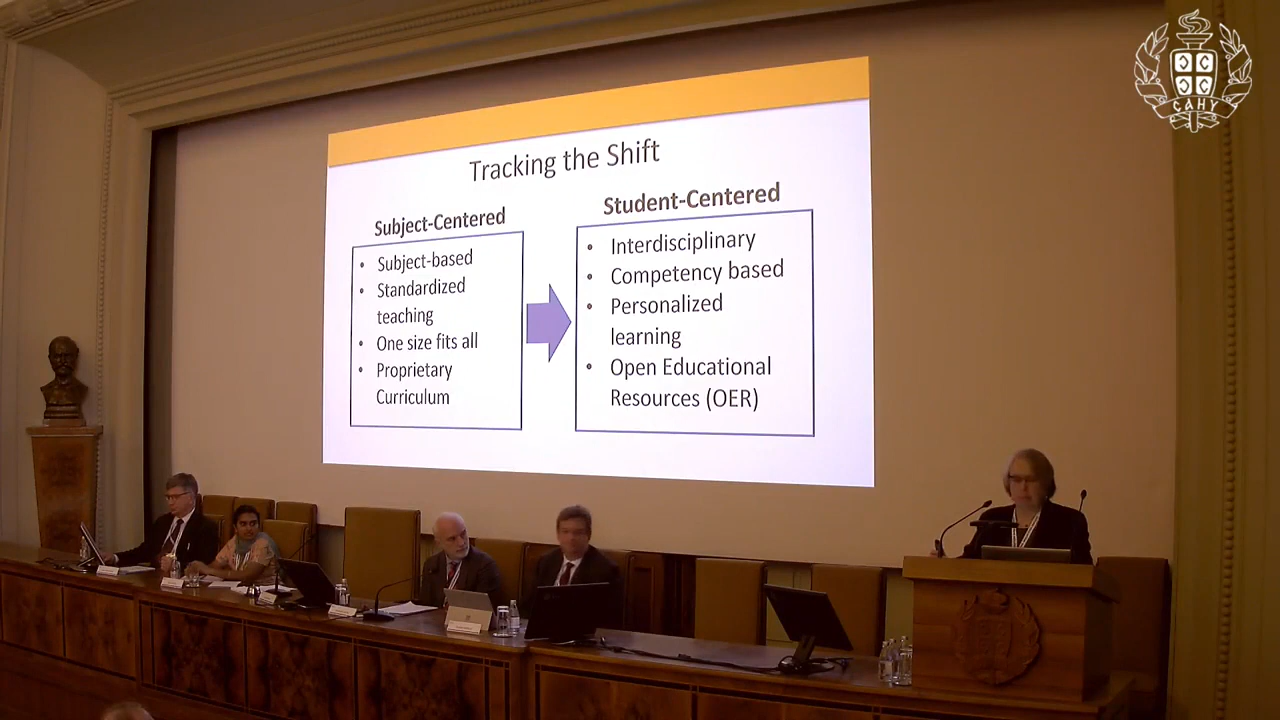 Tracking the Shift
Subject-Centered
• Subject-based
• Standardized
teaching
• One size fits all
• Proprietary
Curriculum
Student-Centered
• Interdisciplinary
• Competency based
• Personalized
learning
• Open Educational
Resources (OER)
САНУ